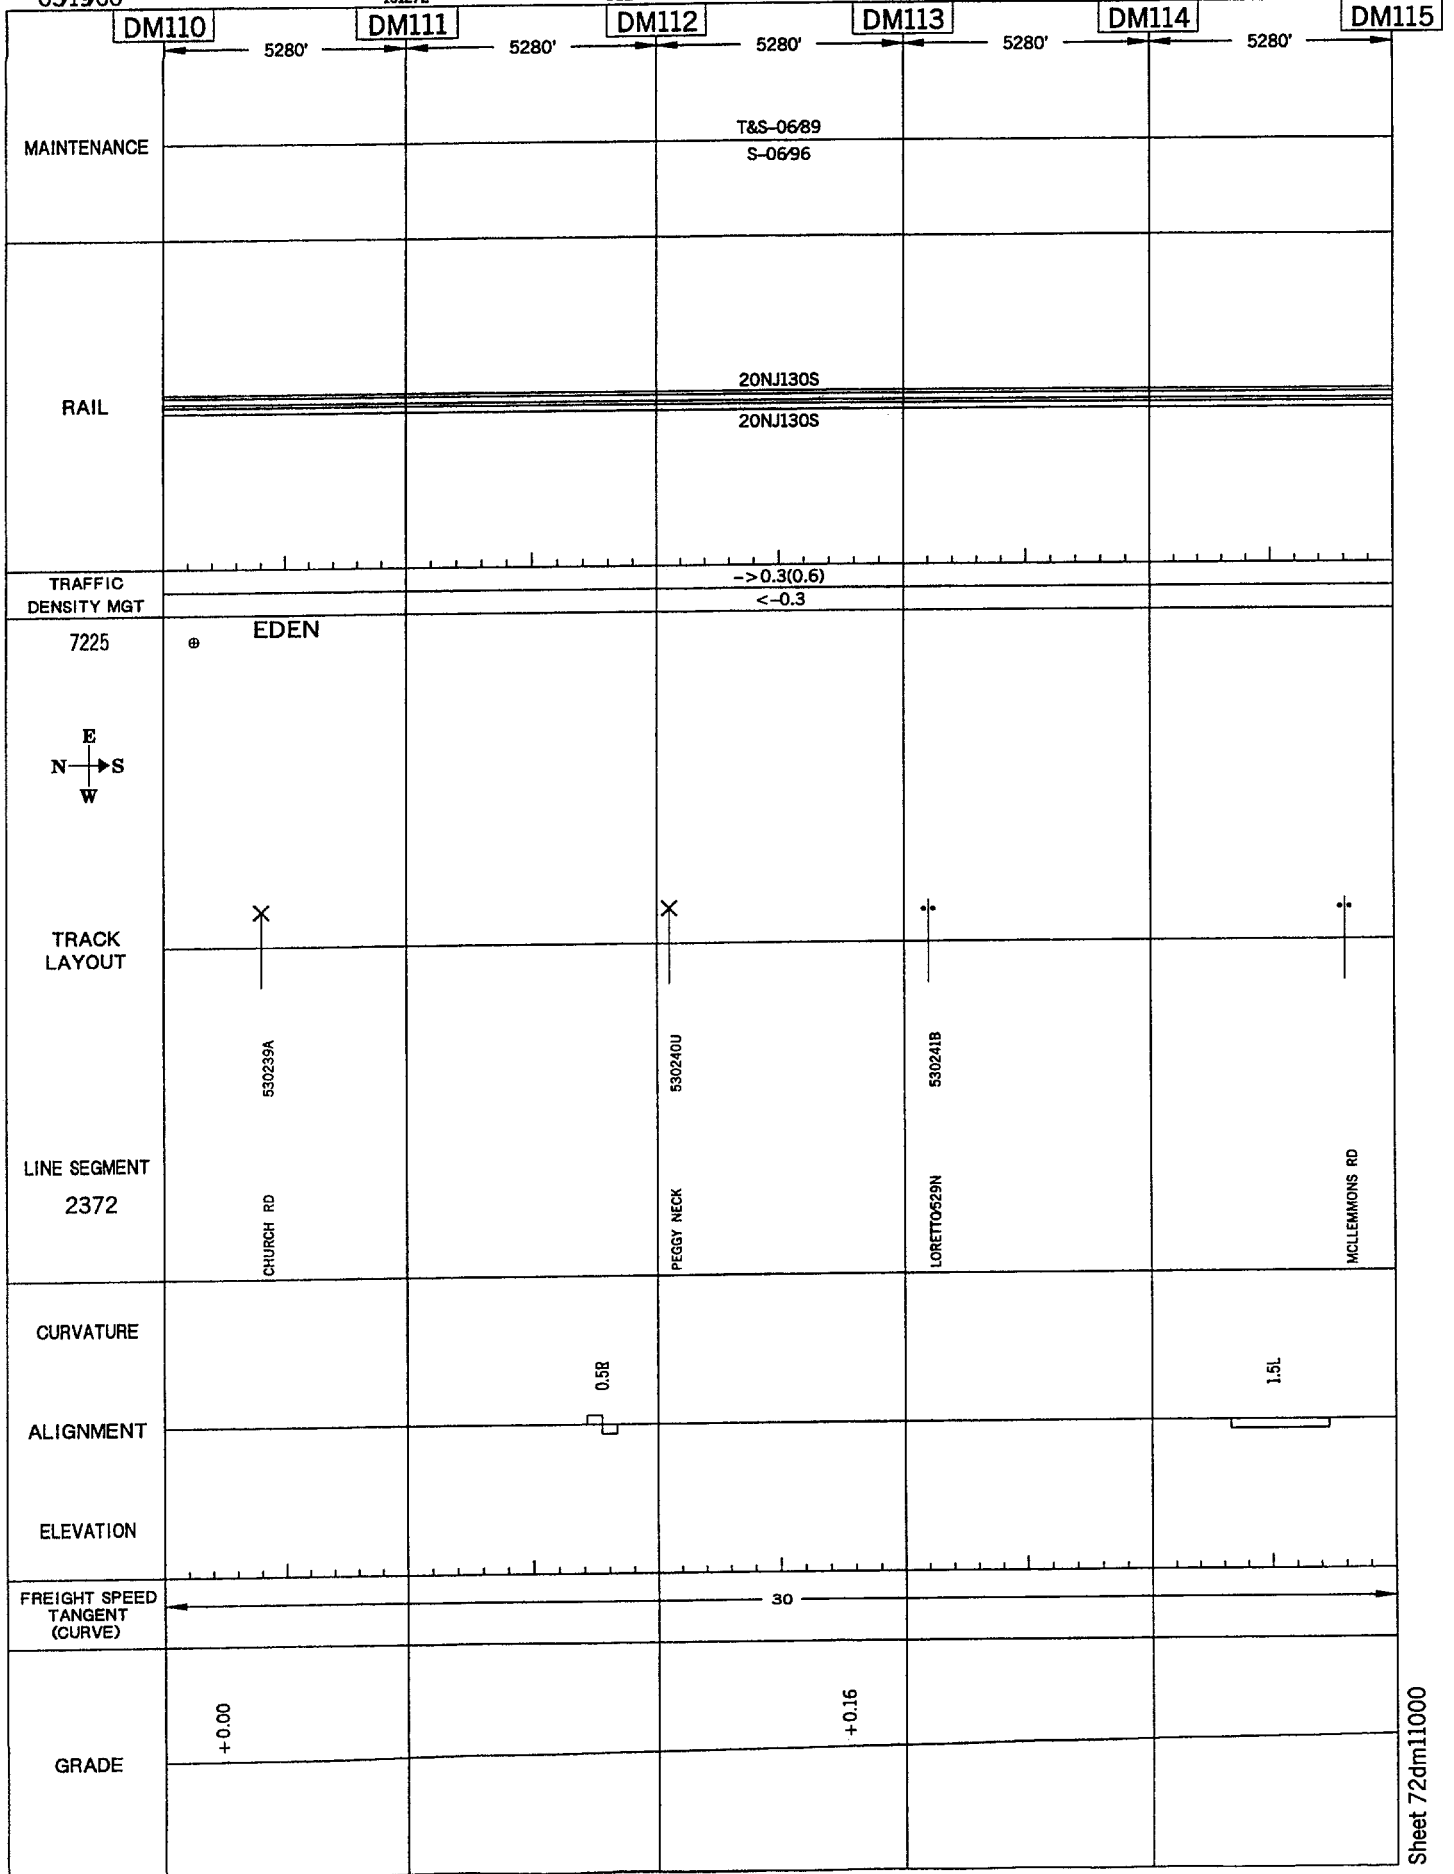 DM110 DM111 DM112 DM113 DM114 DM115
5280' 5280' 5280' 5280' 5280'
MAINTENANCE
T&S-06/89
S-06/96
RAIL
20NJ130S
20NJ130S
TRAFFIC
DENSITY MGT
->0.3(0.6)
<-0.3
7225
EDEN
E
N S
W
TRACK
LAYOUT
530239A
530240U
530241B
LINE SEGMENT
2372
CHURCH RD
PEGGY NECK
LORETTO/529N
MCLLEMMONS RD
CURVATURE
0.5R
1.5L
ALIGNMENT
ELEVATION
FREIGHT SPEED
TANGENT
(CURVE)
30
+0.00
+0.16
GRADE
Sheet 72dm11000